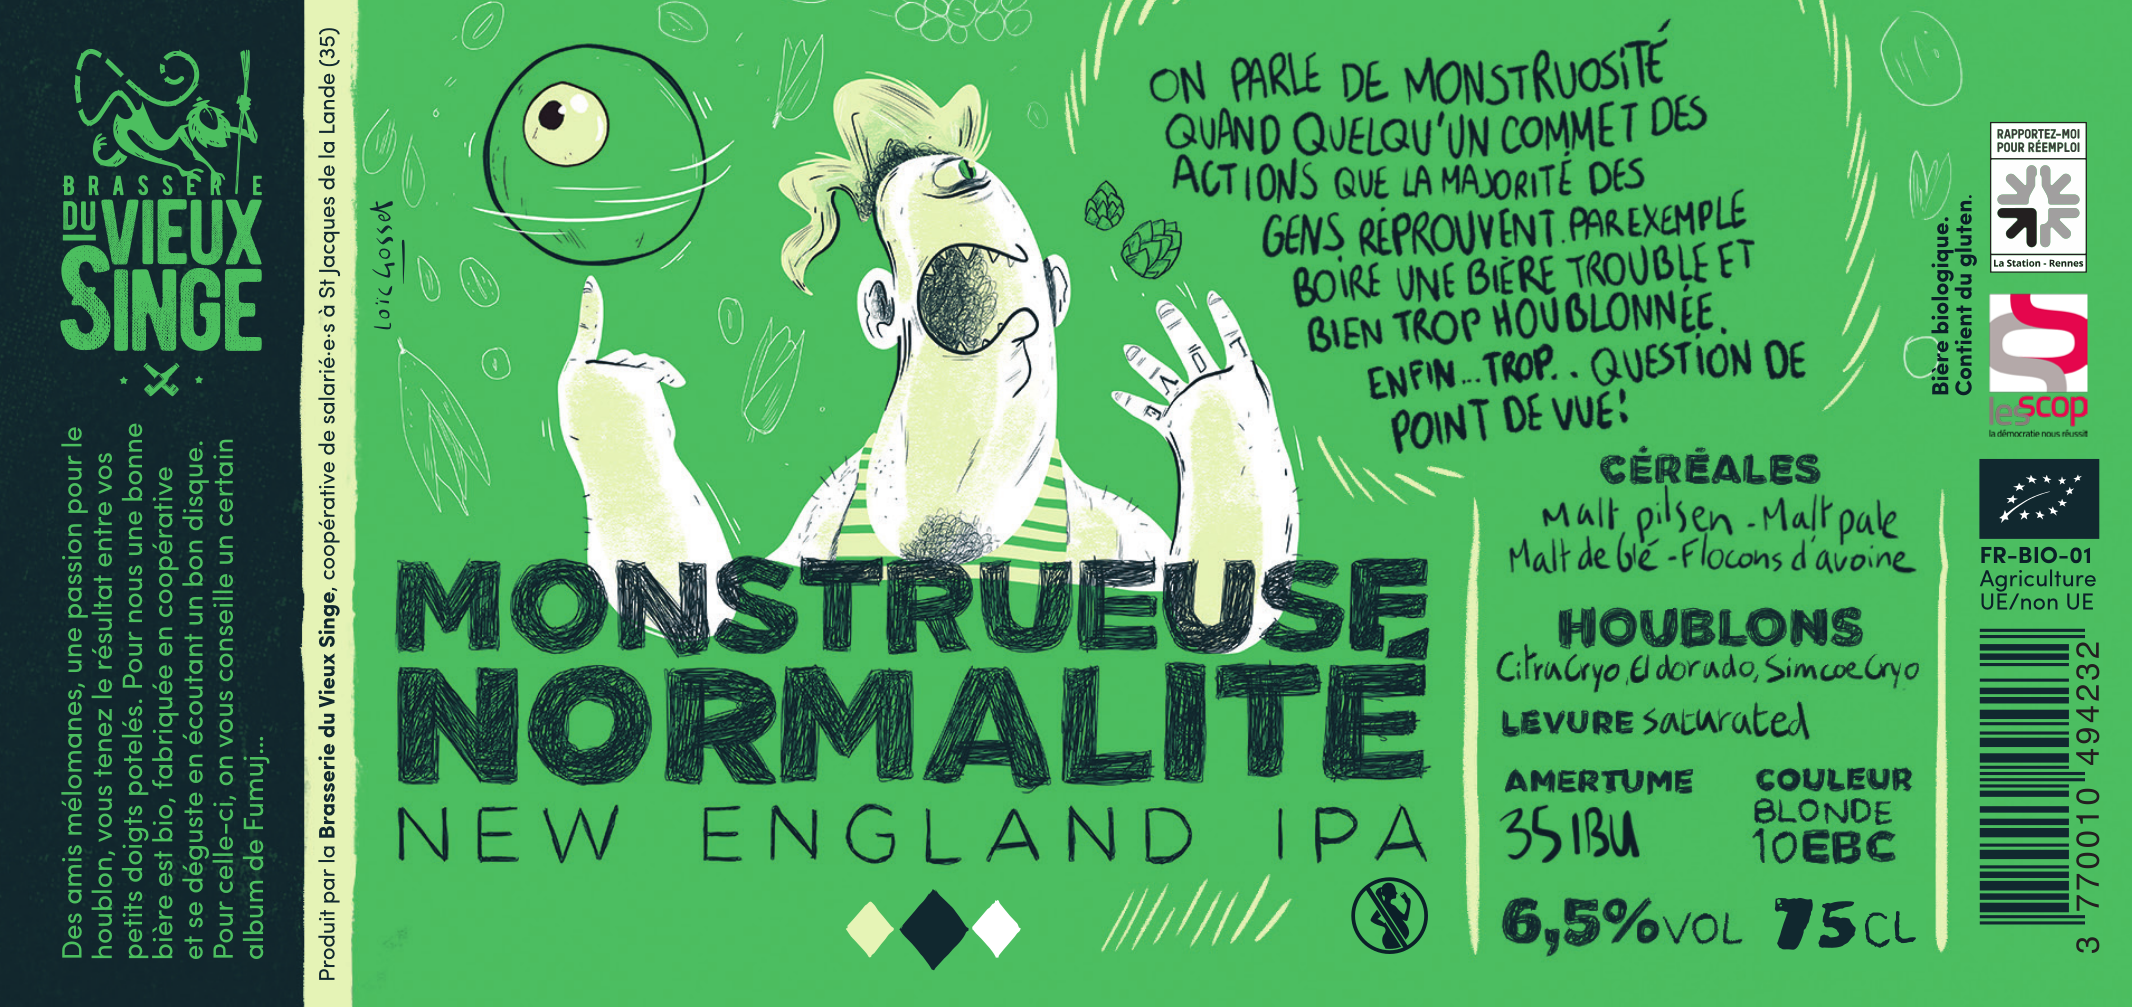 BRASSERIE
DU VIEUX
SINGE
Des amis mélomanes, une passion pour le
houblon, vous tenez le résultat entre vos
petits doigts potelés. Pour nous une bonne
bière est bio, fabriquée en coopérative
et se déguste en écoutant un bon disque.
Pour celle-ci, on vous conseille un certain
album de Fumuj...
Produit par la Brasserie du Vieux Singe, coopérative de salarié·e·s à St Jacques de la Lande (35)
Loïc Gosset
ON PARLE DE MONSTRUOSITÉ
QUAND QUELQU'UN COMMET DES
ACTIONS QUE LA MAJORITÉ DES
GENS RÉPROUVENT. PAR EXEMPLE
BOIRE UNE BIÈRE TROUBLE ET
BIEN TROP HOUBLONNÉE.
ENFIN... TROP... QUESTION DE
POINT DE VUE!
MONSTRUEUSE
NORMALITÉ
NEW ENGLAND IPA
CÉRÉALES
Malt pilsen - Malt pale
Malt de blé - Flocons d'avoine
HOUBLONS
Citra Cryo, El dorado, Simcoe Cryo
LEVURE saturated
AMERTUME
35 IBU
COULEUR
BLONDE
10 EBC
6,5% VOL 75 CL
Bière biologique.
Contient du gluten.
RAPPORTEZ-MOI
POUR RÉEMPLOI
La Station - Rennes
les scop
la démocratie nous réussit
FR-BIO-01
Agriculture
UE/non UE
3 770010 494232